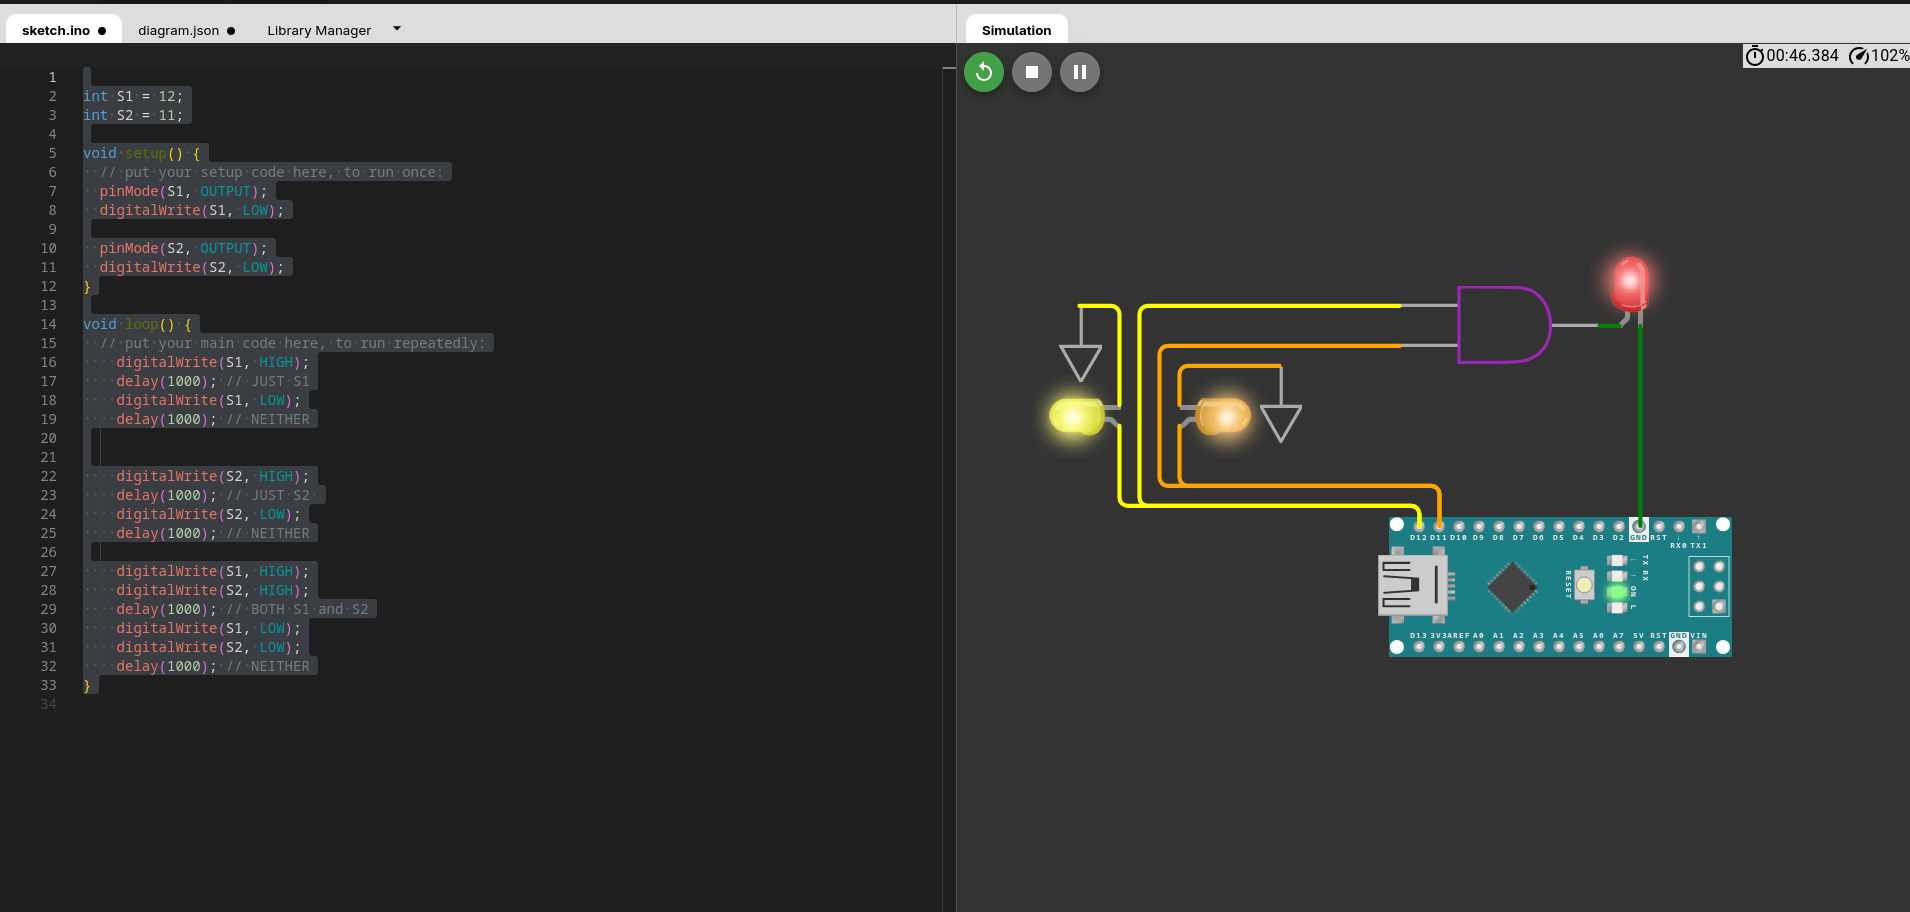 sketch.ino
diagram.json
Library Manager
1
2 int S1 = 12;
3 int S2 = 11;
4
5 void setup() {
6 // put your setup code here, to run once:
7 pinMode(S1, OUTPUT);
8 digitalWrite(S1, LOW);
9
10 pinMode(S2, OUTPUT);
11 digitalWrite(S2, LOW);
12 }
13
14 void loop() {
15 // put your main code here, to run repeatedly:
16 digitalWrite(S1, HIGH);
17 delay(1000); // JUST S1
18 digitalWrite(S1, LOW);
19 delay(1000); // NEITHER
20
21
22 digitalWrite(S2, HIGH);
23 delay(1000); // JUST S2
24 digitalWrite(S2, LOW);
25 delay(1000); // NEITHER
26
27 digitalWrite(S1, HIGH);
28 digitalWrite(S2, HIGH);
29 delay(1000); // BOTH S1 and S2
30 digitalWrite(S1, LOW);
31 digitalWrite(S2, LOW);
32 delay(1000); // NEITHER
33 }
34
Simulation
00:46.384 102%
D12 D11 D10 D9 D8 D7 D6 D5 D4 D3 D2 GND RST
RX0 TX1
TX RX
RESET
ON L
D13 3V3 AREF A0 A1 A2 A3 A4 A5 A6 A7 5V RST GND VIN